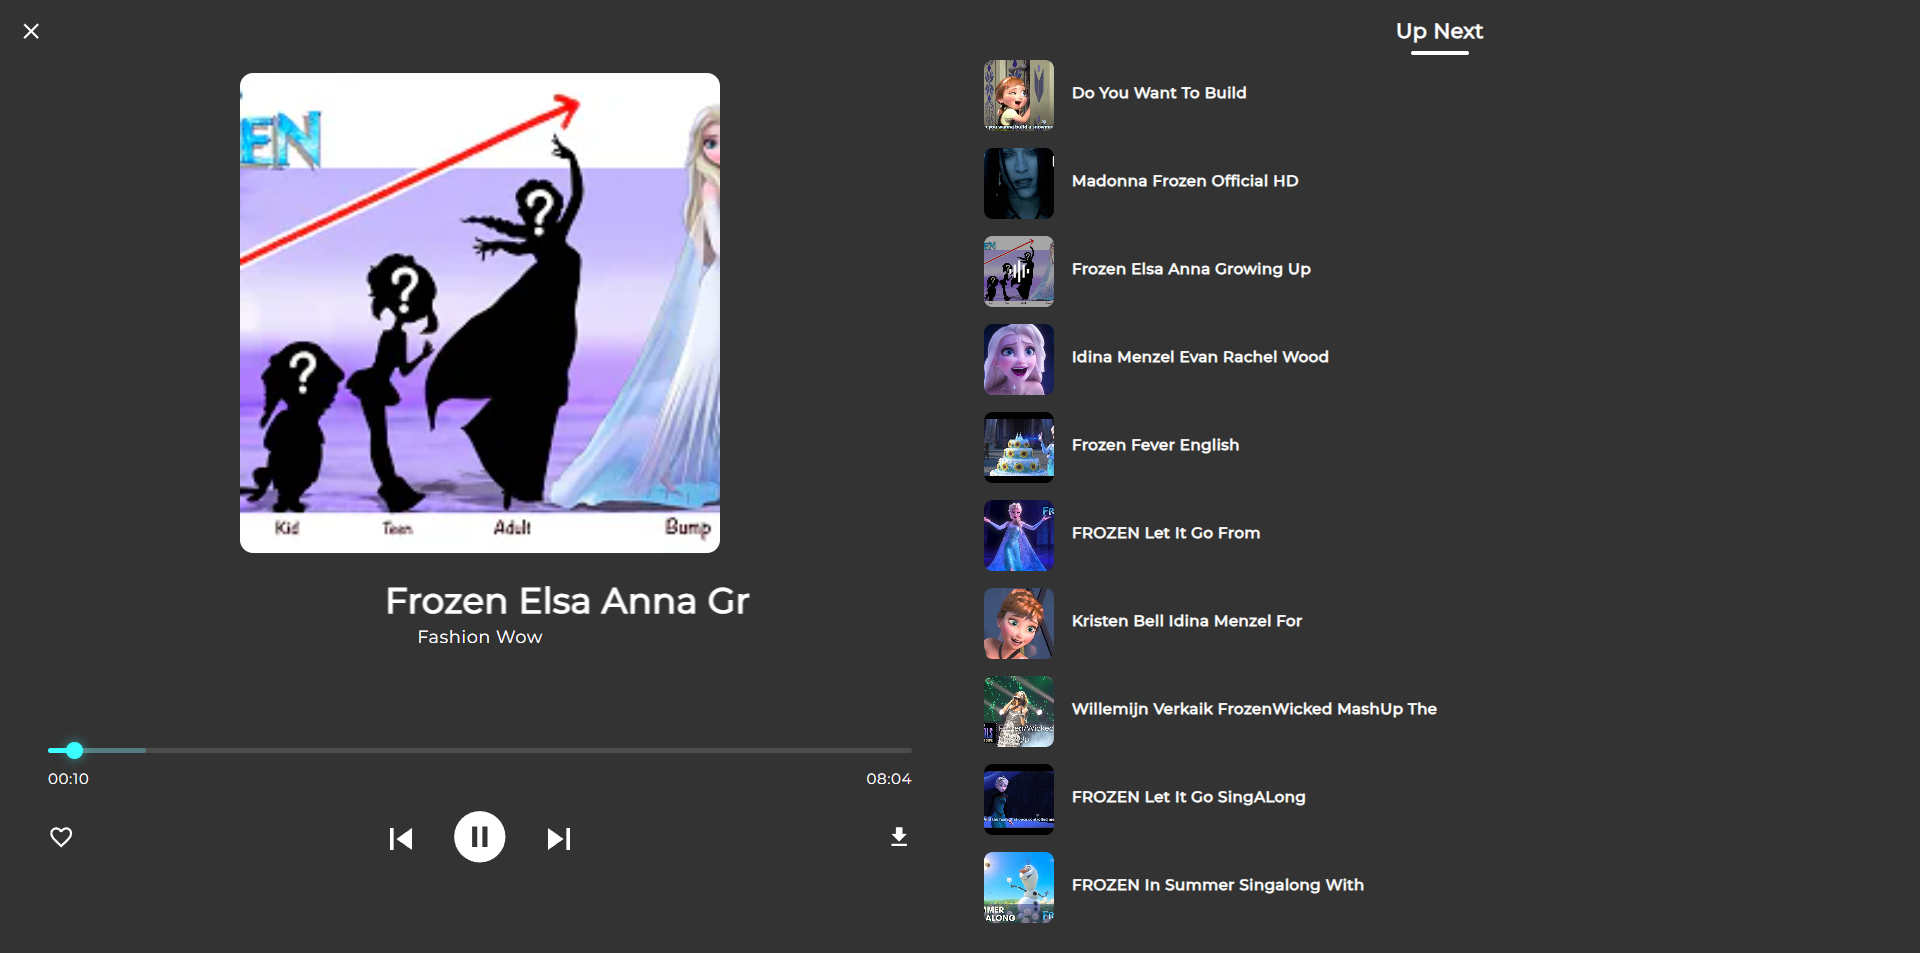 Up Next
EN
?
?
?
Kid Teen Adult Bump
Frozen Elsa Anna Gr
Fashion Wow
00:10 08:04
Do You Want To Build
Madonna Frozen Official HD
EN
Frozen Elsa Anna Growing Up
Idina Menzel Evan Rachel Wood
Frozen Fever English
FROZEN Let It Go From
Kristen Bell Idina Menzel For
Willemijn Verkaik FrozenWicked MashUp The
FROZEN Let It Go SingALong
MMER
ALONG
FROZEN In Summer Singalong With